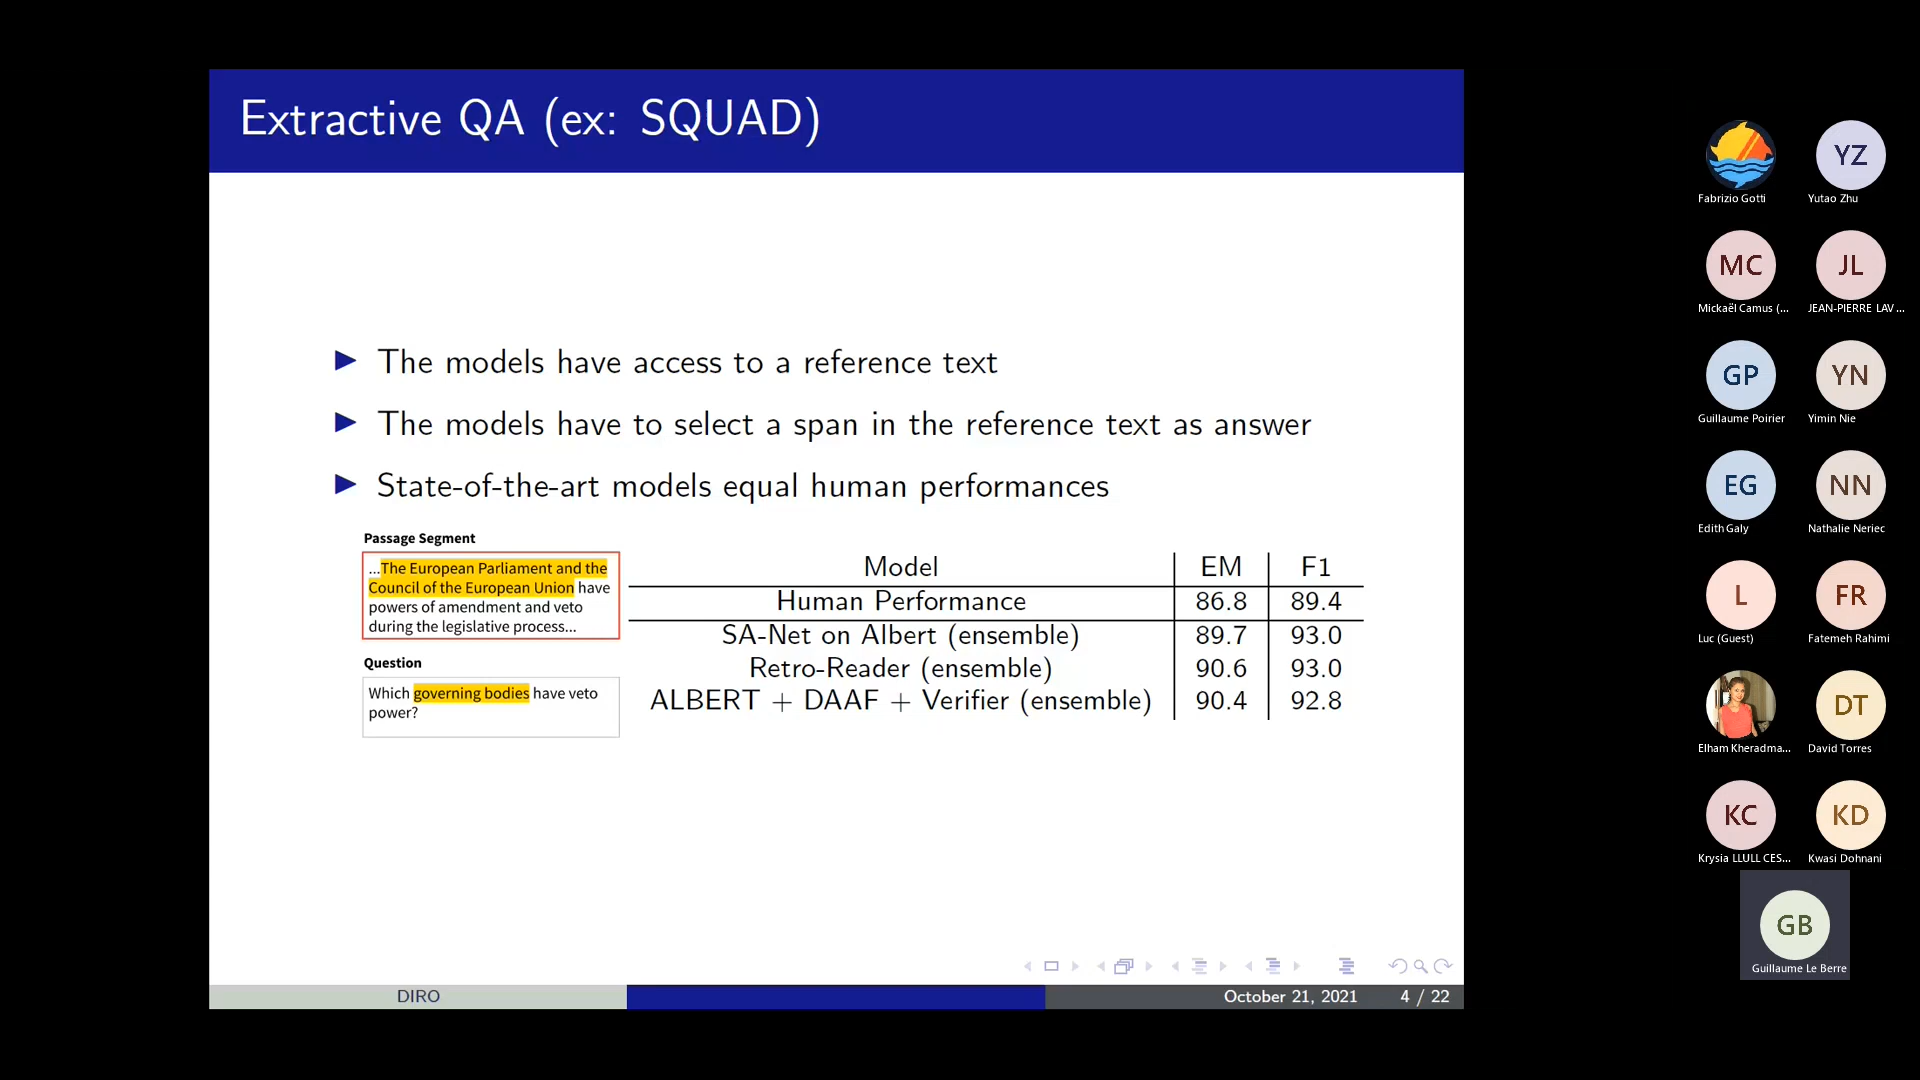 Extractive QA (ex: SQUAD)
The models have access to a reference text
The models have to select a span in the reference text as answer
State-of-the-art models equal human performances
Passage Segment
...The European Parliament and the
Council of the European Union have
powers of amendment and veto
during the legislative process...
Question
Which governing bodies have veto
power?
Model EM F1
Human Performance 86.8 89.4
SA-Net on Albert (ensemble) 89.7 93.0
Retro-Reader (ensemble) 90.6 93.0
ALBERT + DAAF + Verifier (ensemble) 90.4 92.8
DIRO October 21, 2021 4 / 22
YZ
Fabrizio Gotti Yutao Zhu
MC JL
Mickaël Camus (... JEAN-PIERRE LAV...
GP YN
Guillaume Poirier Yimin Nie
EG NN
Edith Galy Nathalie Neriec
L FR
Luc (Guest) Fatemeh Rahimi
DT
Elham Kheradma... David Torres
KC KD
Krysia LLULL CES... Kwasi Dohnani
GB
Guillaume Le Berre